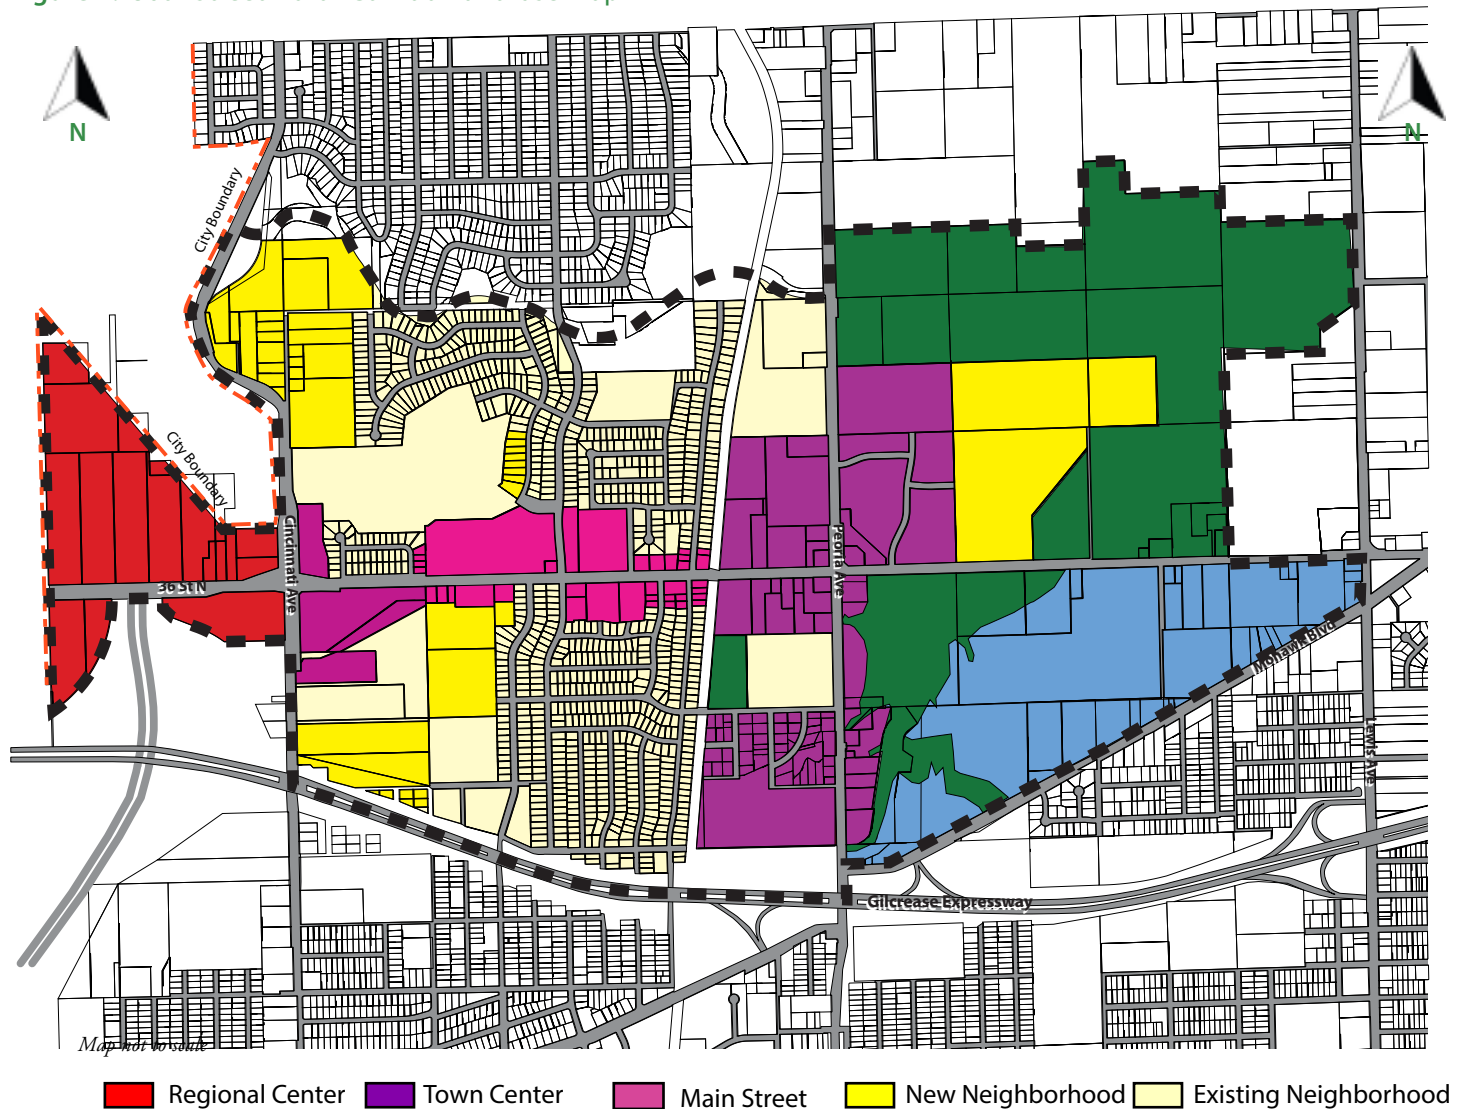 N
N
City Boundary
City Boundary
36 St N
Cincinnati Ave
Peoria Ave
Mohawk Blvd
Lewis Ave
Gilcrease Expressway
Map not to scale
Regional Center
Town Center
Main Street
New Neighborhood
Existing Neighborhood